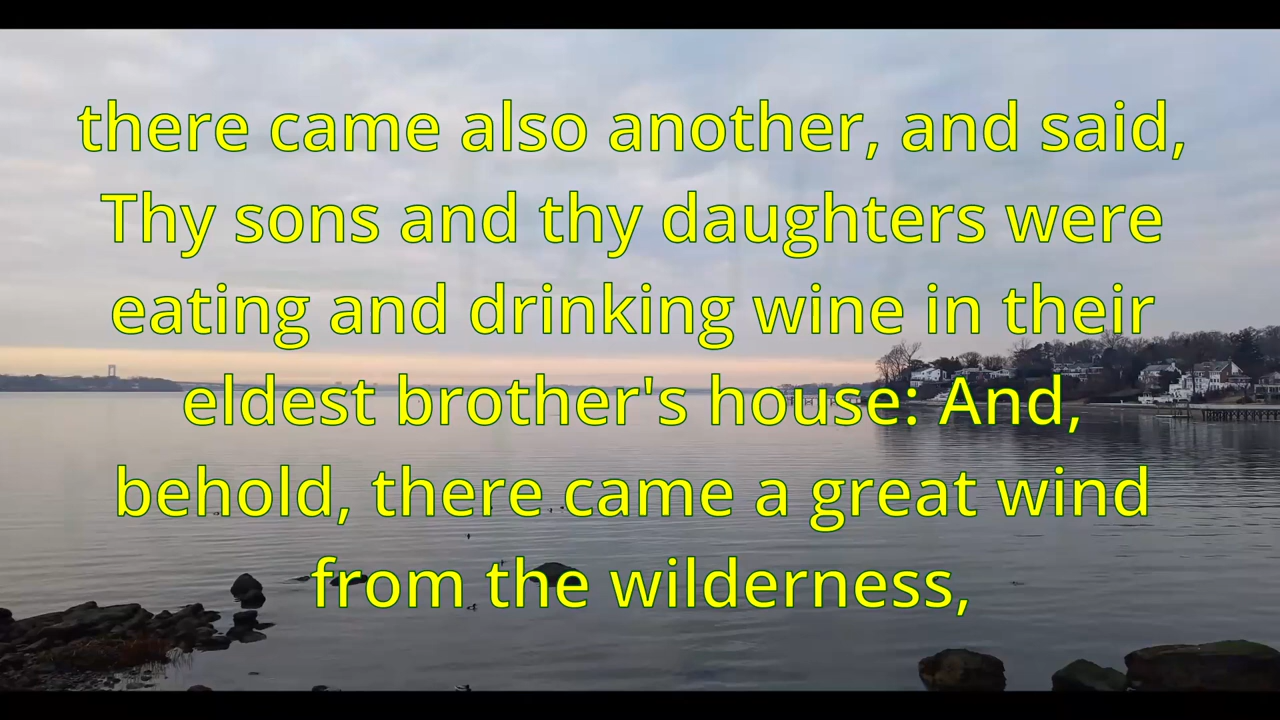 there came also another, and said,
Thy sons and thy daughters were
eating and drinking wine in their
eldest brother's house: And,
behold, there came a great wind
from the wilderness,